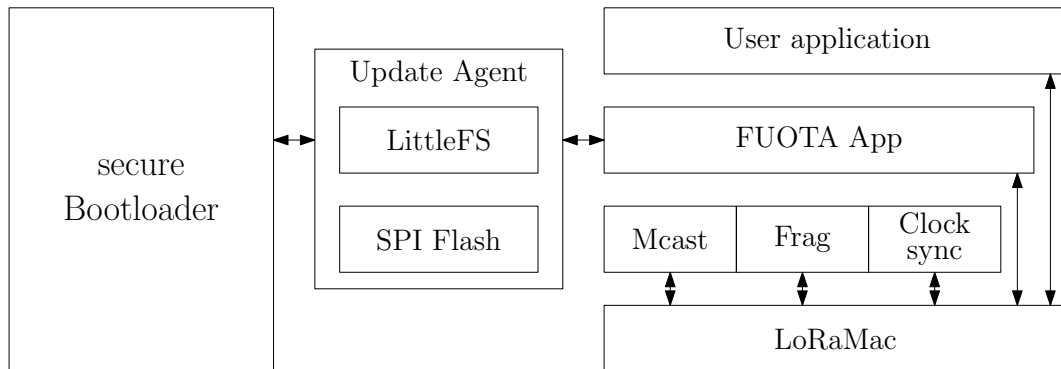 secure
Bootloader
Update Agent
LittleFS
SPI Flash
User application
FUOTA App
Mcast
Frag
Clock
sync
LoRaMac